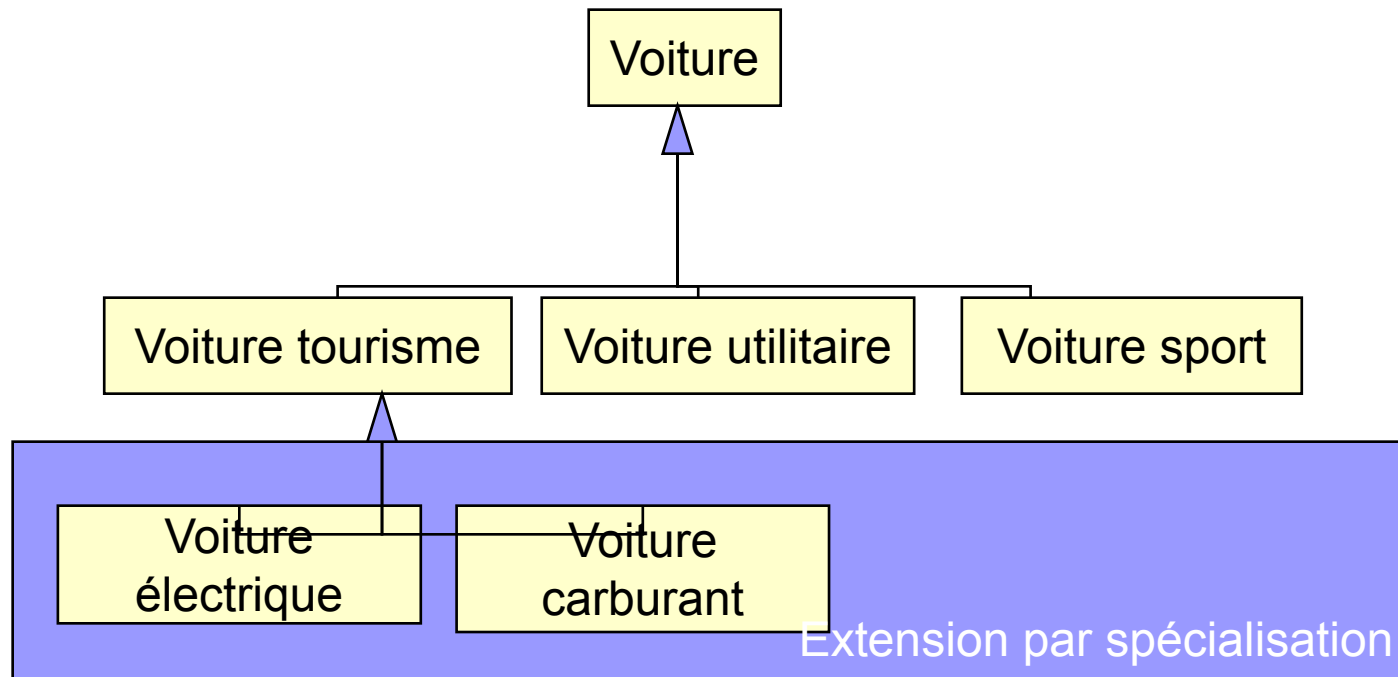 Voiture
Voiture tourisme
Voiture utilitaire
Voiture sport
Voiture
électrique
Voiture
carburant
Extension par spécialisation